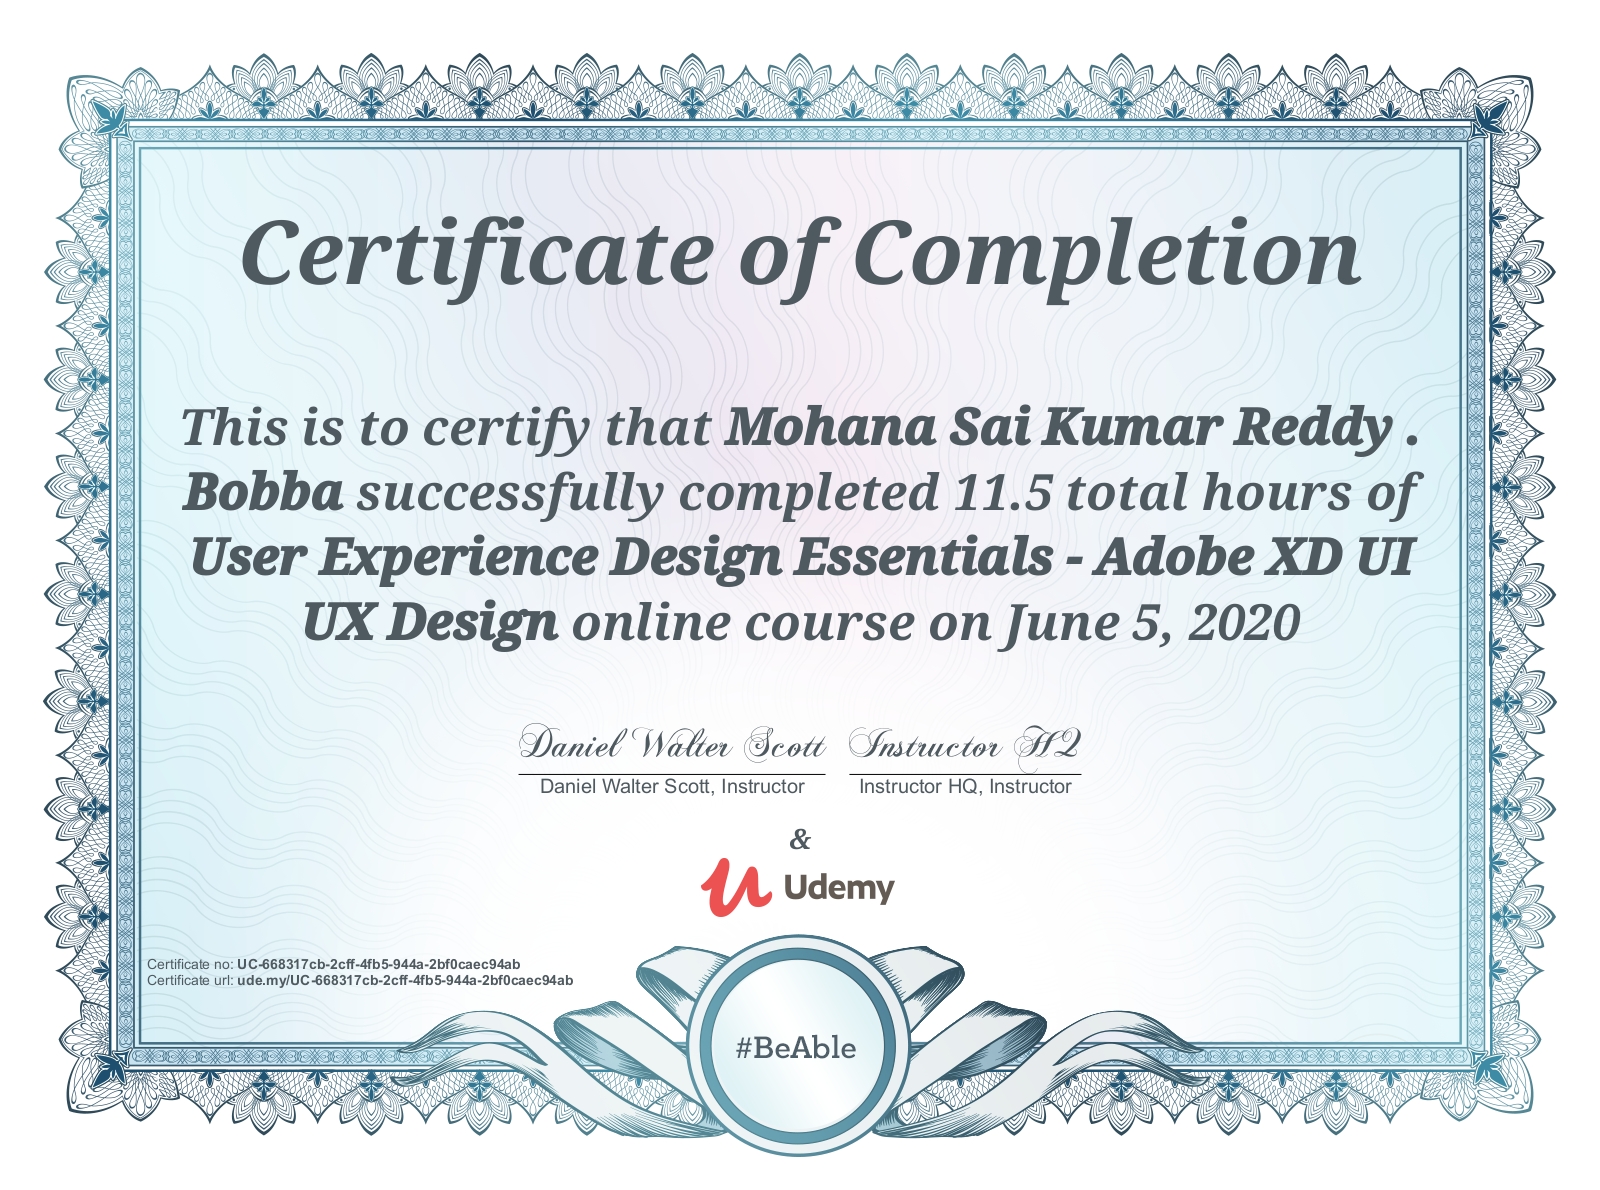 Certificate of Completion
This is to certify that Mohana Sai Kumar Reddy .
Bobba successfully completed 11.5 total hours of
User Experience Design Essentials - Adobe XD UI
UX Design online course on June 5, 2020
Daniel Walter Scott Instructor HQ
Daniel Walter Scott, Instructor Instructor HQ, Instructor
&
Udemy
Certificate no: UC-668317cb-2cff-4fb5-944a-2bf0caec94ab
Certificate url: ude.my/UC-668317cb-2cff-4fb5-944a-2bf0caec94ab
#BeAble